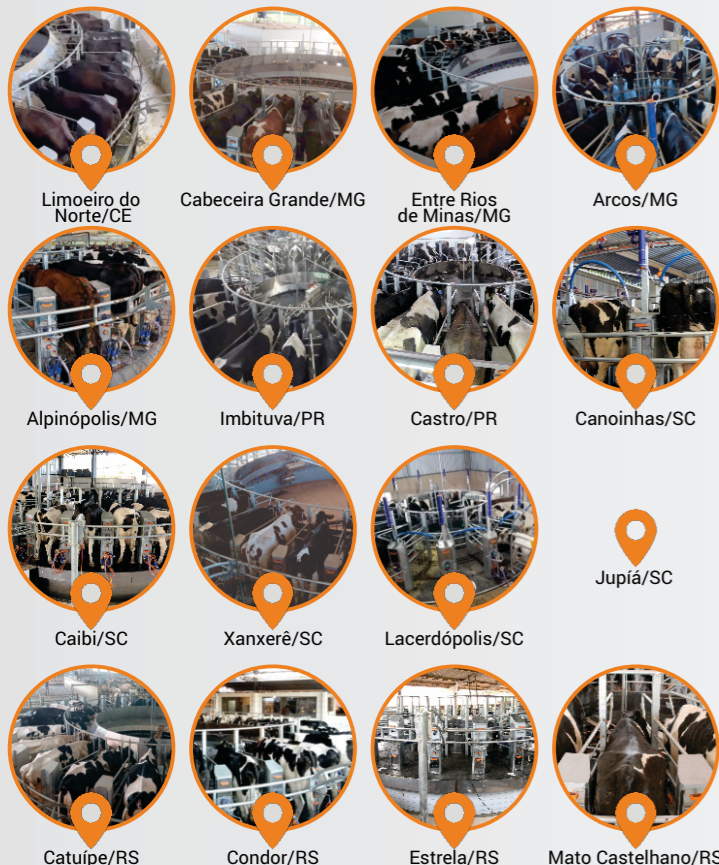 Limoeiro do
Norte/CE
Cabeceira Grande/MG
Entre Rios
de Minas/MG
Arcos/MG
Alpinópolis/MG
Imbituva/PR
Castro/PR
Canoinhas/SC
Caibi/SC
Xanxerê/SC
Lacerdópolis/SC
Jupíá/SC
Catuípe/RS
Condor/RS
Estrela/RS
Mato Castelhano/RS